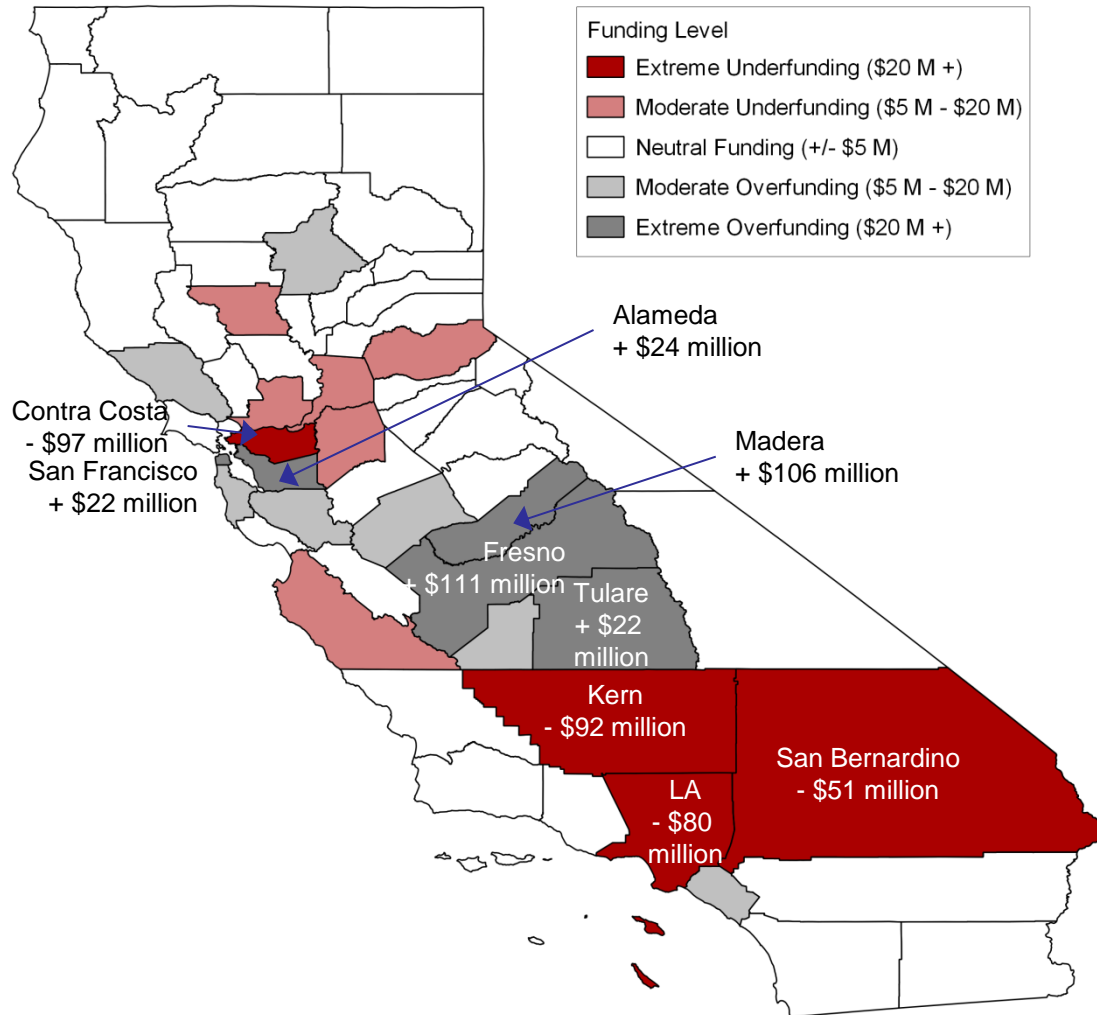 Funding Level
Extreme Underfunding ($20 M +)
Moderate Underfunding ($5 M - $20 M)
Neutral Funding (+/- $5 M)
Moderate Overfunding ($5 M - $20 M)
Extreme Overfunding ($20 M +)
Alameda
+ $24 million
Contra Costa
- $97 million
San Francisco
+ $22 million
Madera
+ $106 million
Fresno
+ $111 million
Tulare
+ $22
million
Kern
- $92 million
San Bernardino
- $51 million
LA
- $80
million